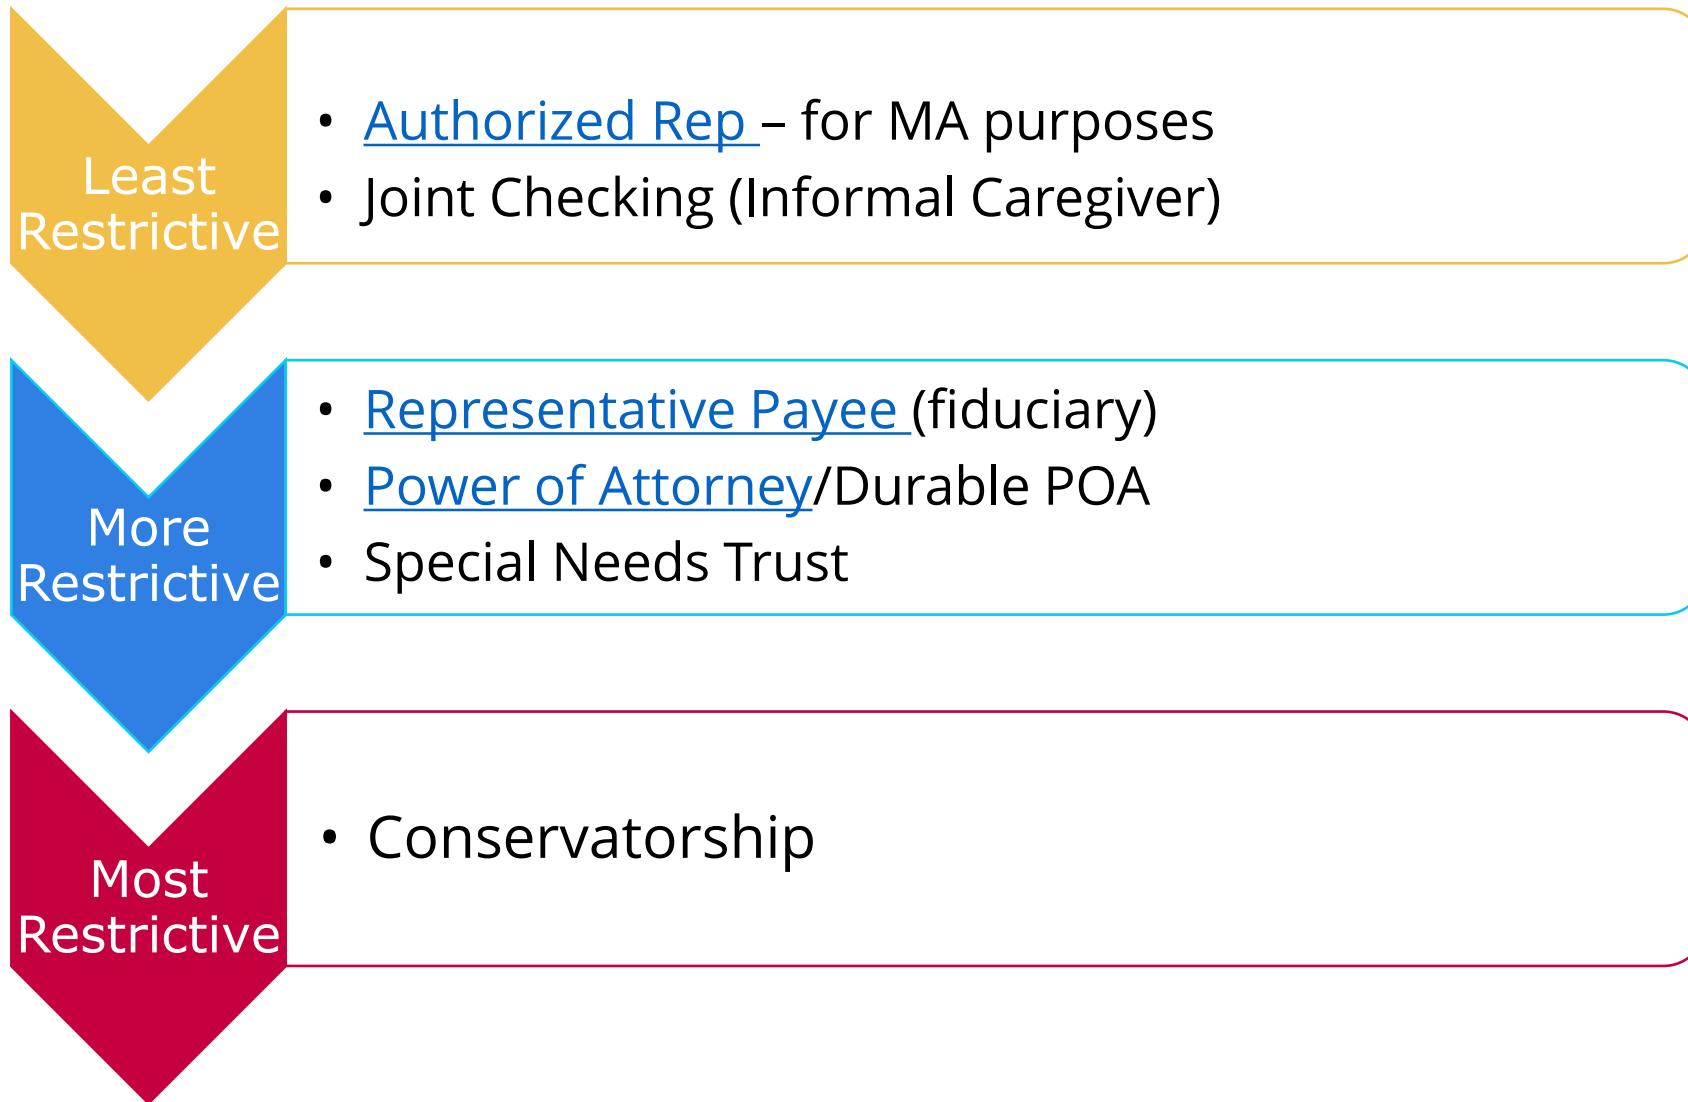 Least
Restrictive
• Authorized Rep – for MA purposes
• Joint Checking (Informal Caregiver)
More
Restrictive
• Representative Payee (fiduciary)
• Power of Attorney/Durable POA
• Special Needs Trust
Most
Restrictive
• Conservatorship